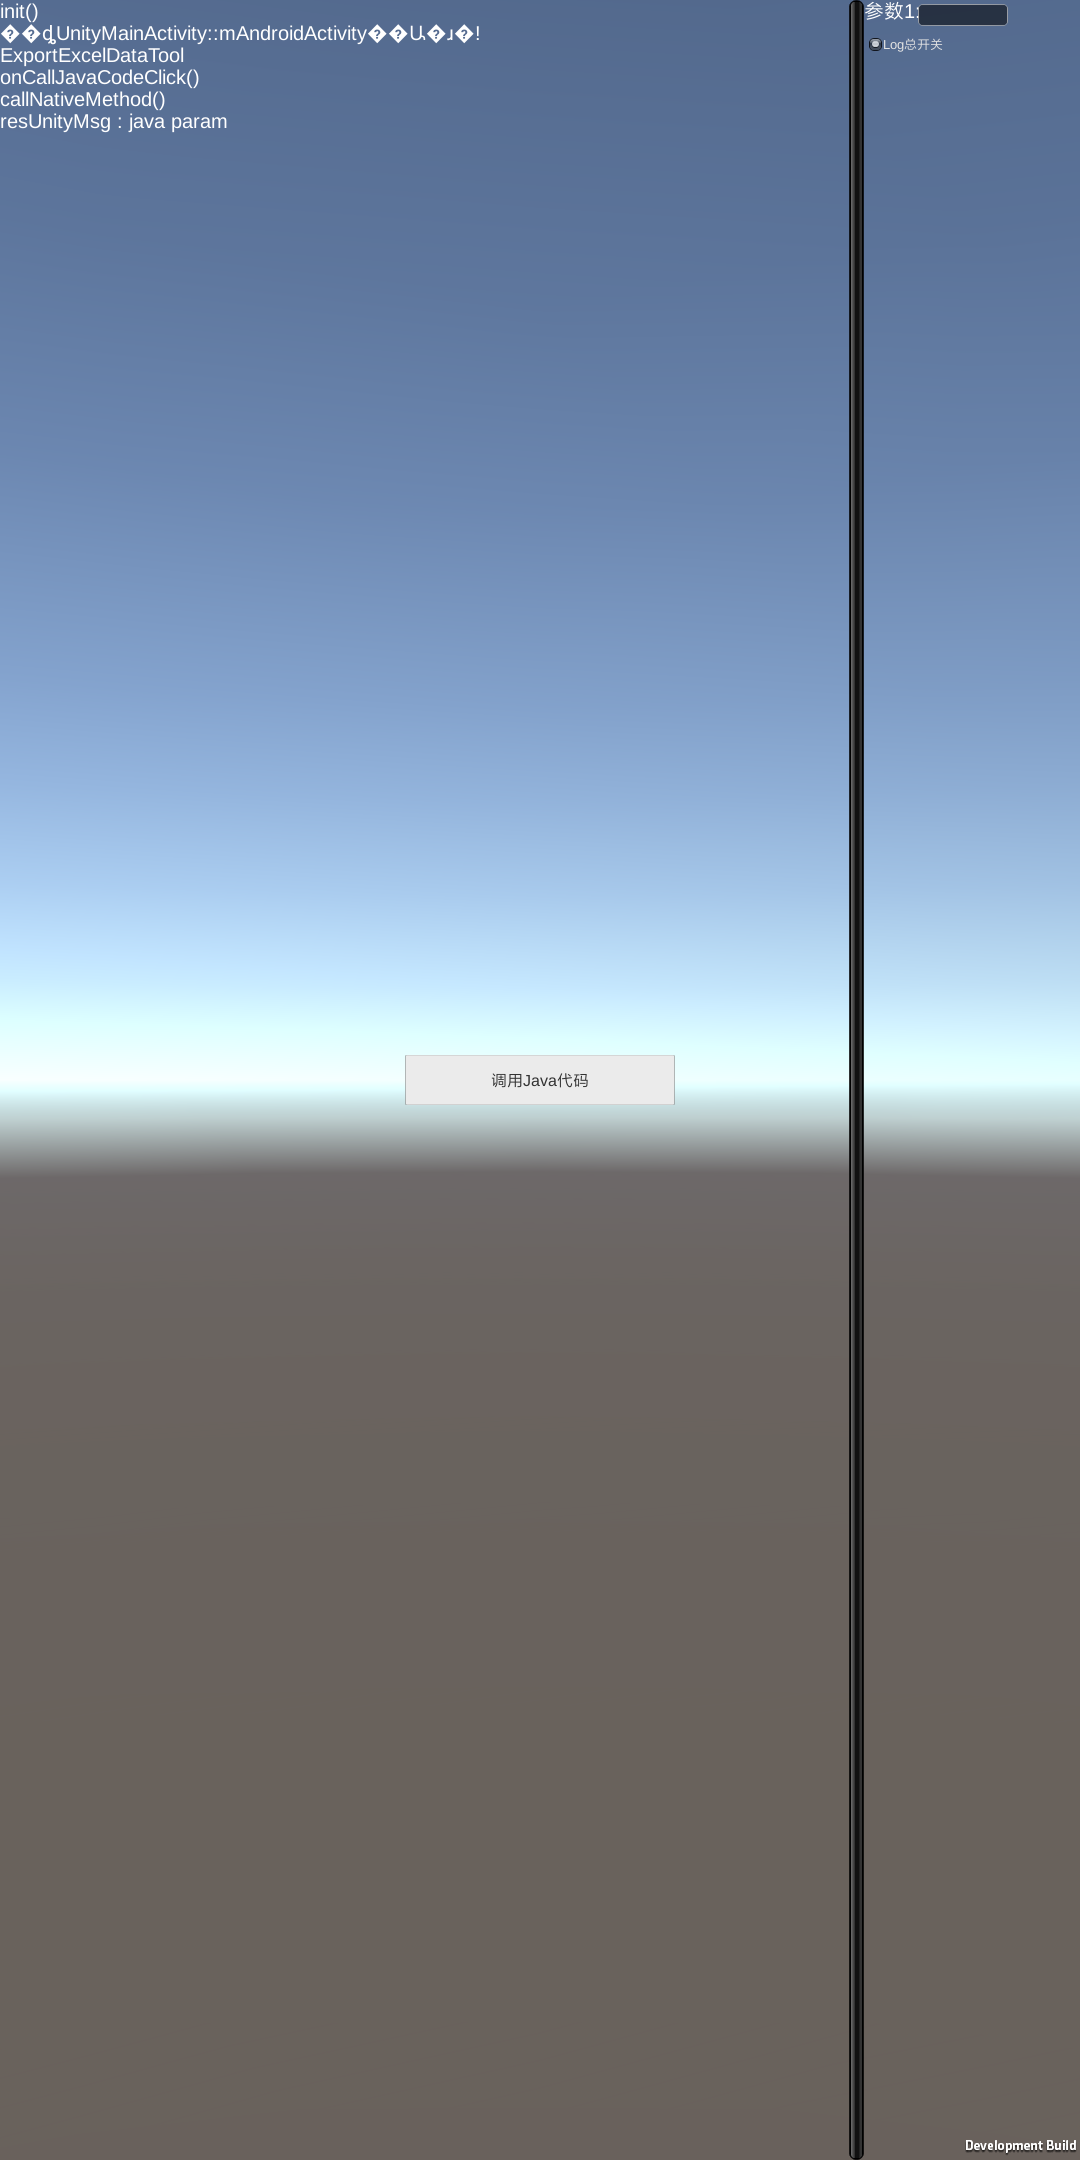 init()
��ȡUnityMainActivity::mAndroidActivity��Ա�ɹ�!
ExportExcelDataTool
onCallJavaCodeClick()
callNativeMethod()
resUnityMsg : java param
参数1:
Log总开关
调用Java代码
Development Build